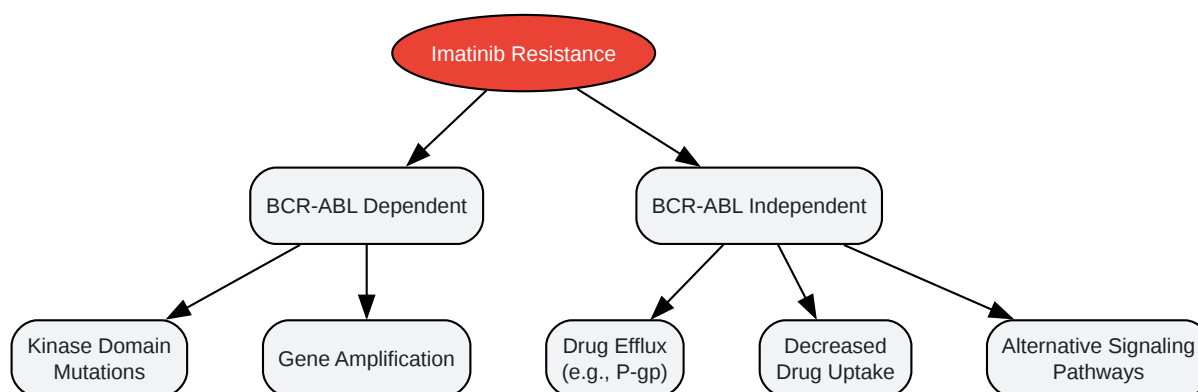 Imatinib Resistance
BCR-ABL Dependent
BCR-ABL Independent
Kinase Domain
Mutations
Gene Amplification
Drug Efflux
(e.g., P-gp)
Decreased
Drug Uptake
Alternative Signaling
Pathways